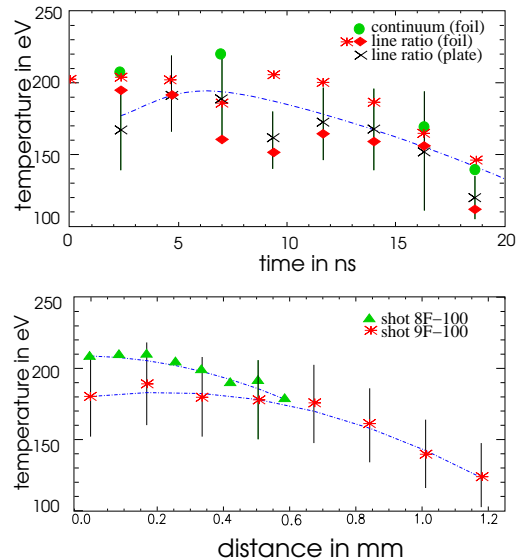 250
200
150
100
temperature in eV
continuum (foil)
line ratio (foil)
line ratio (plate)
0 5 10 15 20
time in ns
250
200
150
100
temperature in eV
shot 8F-100
shot 9F-100
0.0 0.2 0.4 0.6 0.8 1.0 1.2
distance in mm